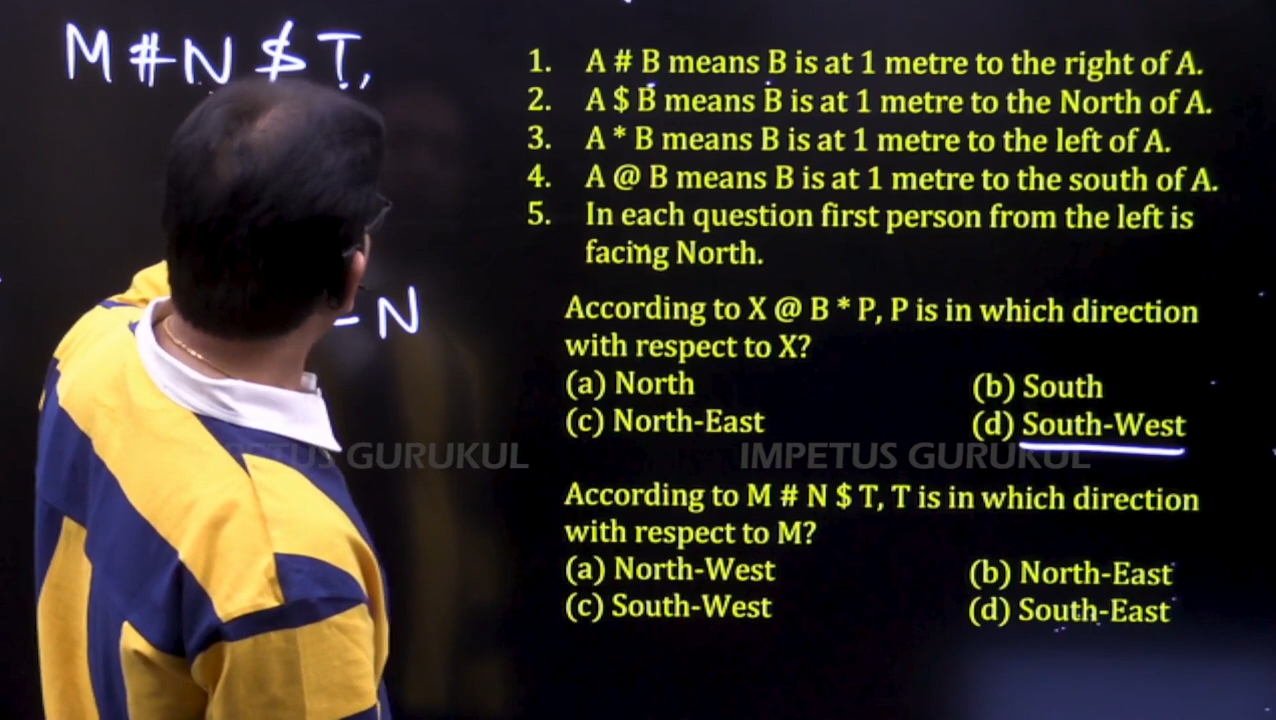 M # N $ T,
- N
1. A # B means B is at 1 metre to the right of A.
2. A $ B means B is at 1 metre to the North of A.
3. A * B means B is at 1 metre to the left of A.
4. A @ B means B is at 1 metre to the south of A.
5. In each question first person from the left is
facing North.
According to X @ B * P, P is in which direction
with respect to X?
(a) North (b) South
(c) North-East (d) South-West
IMPETUS GURUKUL IMPETUS GURUKUL
According to M # N $ T, T is in which direction
with respect to M?
(a) North-West (b) North-East
(c) South-West (d) South-East